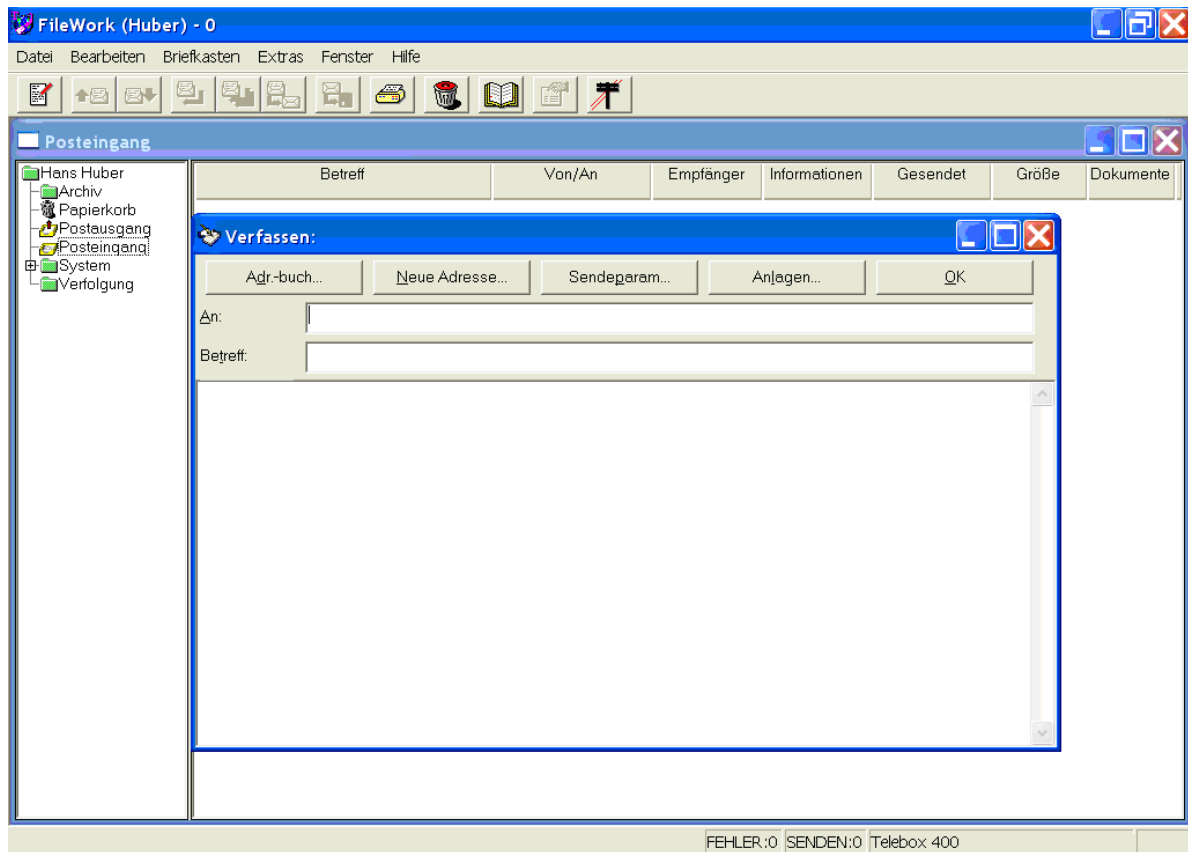 FileWork (Huber) - 0
Datei Bearbeiten Briefkasten Extras Fenster Hilfe
Posteingang
Hans Huber
Archiv
Papierkorb
Postausgang
Posteingang
System
Verfolgung
Betreff Von/An Empfänger Informationen Gesendet Größe Dokumente
Verfassen:
Adr.-buch... Neue Adresse... Sendeparam... Anlagen... OK
An:
Betreff:
FEHLER:0 SENDEN:0 Telebox 400